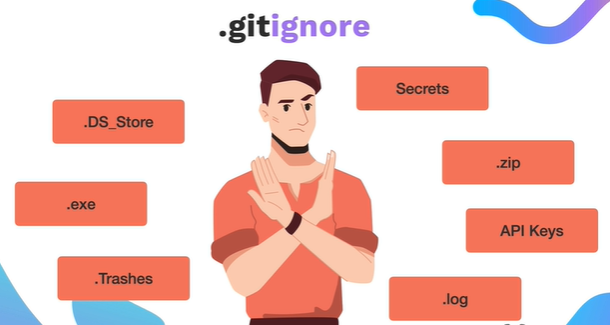 .gitignore
Secrets
.DS_Store
.zip
.exe
API Keys
.Trashes
.log